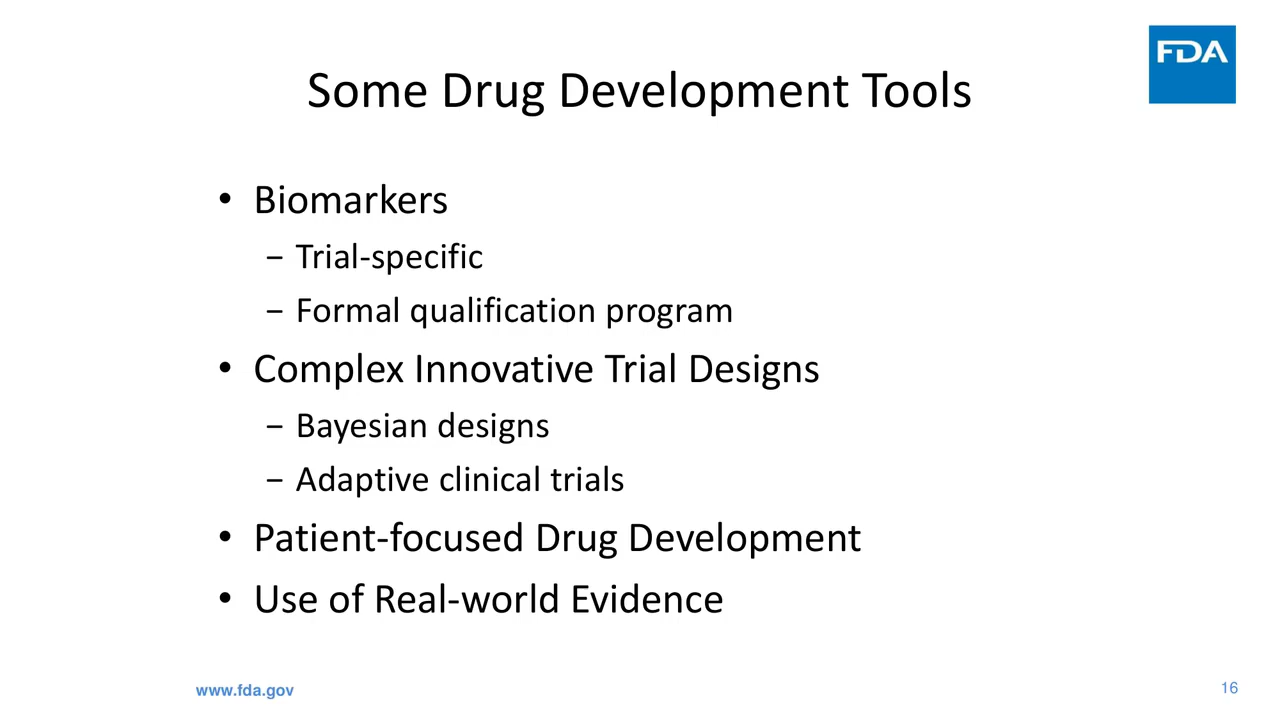 FDA
Some Drug Development Tools
• Biomarkers
− Trial-specific
− Formal qualification program
• Complex Innovative Trial Designs
− Bayesian designs
− Adaptive clinical trials
• Patient-focused Drug Development
• Use of Real-world Evidence
www.fda.gov
16